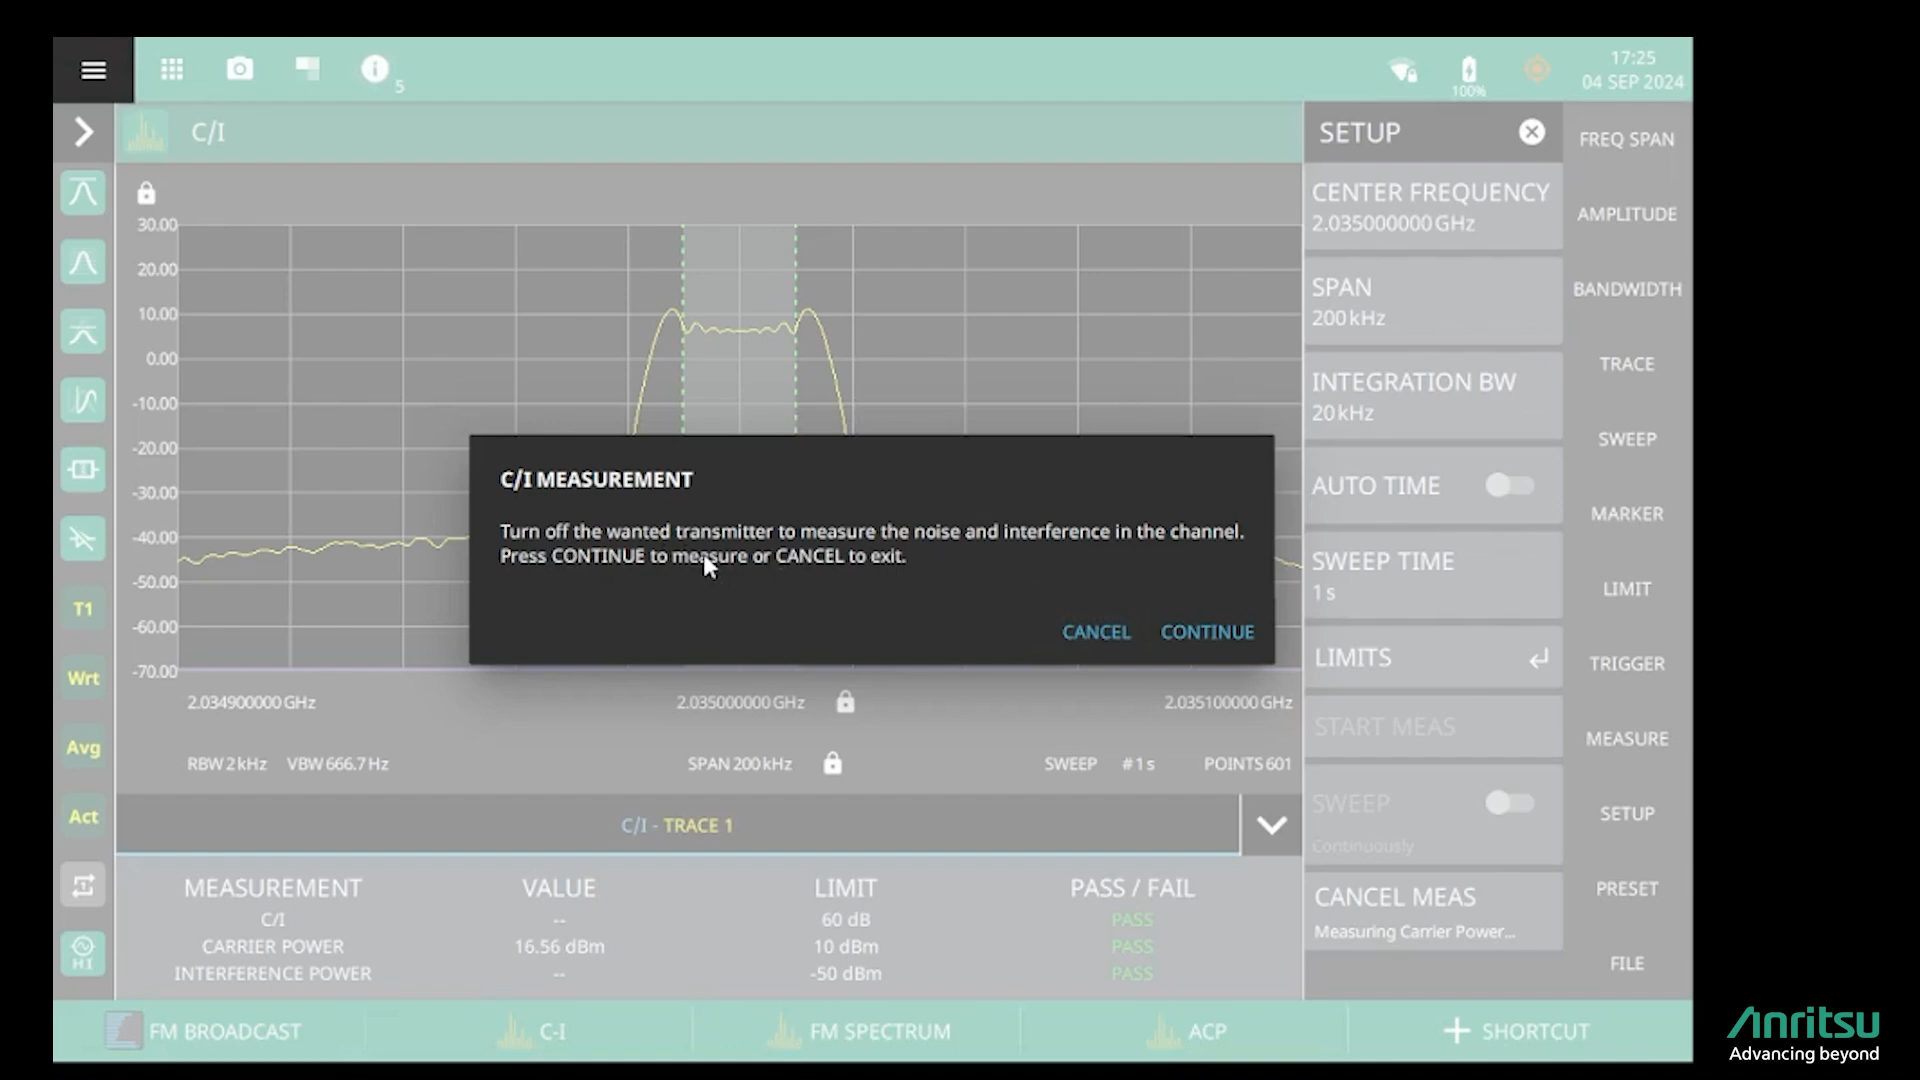 5
100%
17:25
04 SEP 2024
C/I
SETUP
FREQ SPAN
CENTER FREQUENCY
2.035000000 GHz
AMPLITUDE
30.00
20.00
10.00
0.00
-10.00
-20.00
-30.00
-40.00
-50.00
-60.00
-70.00
SPAN
200 kHz
BANDWIDTH
INTEGRATION BW
20 kHz
TRACE
AUTO TIME
SWEEP
C/I MEASUREMENT
Turn off the wanted transmitter to measure the noise and interference in the channel.
Press CONTINUE to measure or CANCEL to exit.
CANCEL CONTINUE
SWEEP TIME
1 s
MARKER
LIMITS
LIMIT
START MEAS
TRIGGER
SWEEP
Continuously
MEASURE
CANCEL MEAS
Measuring Carrier Power...
SETUP
PRESET
FILE
T1
Wrt
Avg
Act
HI
2.034900000 GHz 2.035000000 GHz 2.035100000 GHz
RBW 2 kHz VBW 666.7 Hz SPAN 200 kHz SWEEP #1 s POINTS 601
C/I - TRACE 1
MEASUREMENT VALUE LIMIT PASS / FAIL
C/I -- 60 dB PASS
CARRIER POWER 16.56 dBm 10 dBm PASS
INTERFERENCE POWER -- -50 dBm PASS
FM BROADCAST C-I FM SPECTRUM ACP + SHORTCUT
Anritsu
Advancing beyond